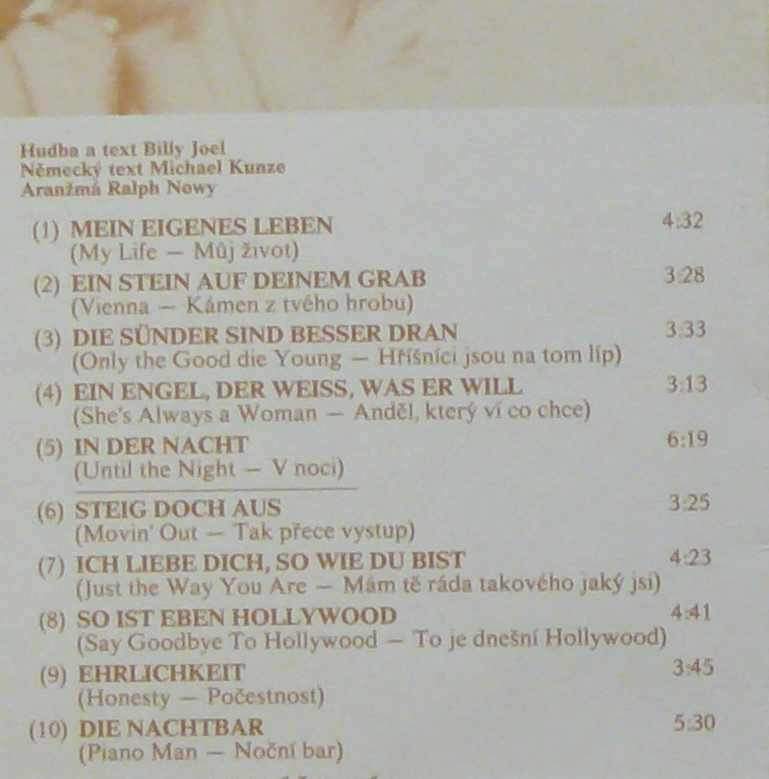 Hudba a text Billy Joel
Německý text Michael Kunze
Aranžmá Ralph Nowy
(1) MEIN EIGENES LEBEN 4:32
(My Life — Můj život)
(2) EIN STEIN AUF DEINEM GRAB 3:28
(Vienna — Kámen z tvého hrobu)
(3) DIE SÜNDER SIND BESSER DRAN 3:33
(Only the Good die Young — Hříšníci jsou na tom líp)
(4) EIN ENGEL, DER WEISS, WAS ER WILL 3:13
(She's Always a Woman — Anděl, který ví co chce)
(5) IN DER NACHT 6:19
(Until the Night — V noci)
(6) STEIG DOCH AUS 3:25
(Movin' Out — Tak přece vystup)
(7) ICH LIEBE DICH, SO WIE DU BIST 4:23
(Just the Way You Are — Mám tě ráda takového jaký jsi)
(8) SO IST EBEN HOLLYWOOD 4:41
(Say Goodbye To Hollywood — To je dnešní Hollywood)
(9) EHRLICHKEIT 3:45
(Honesty — Počestnost)
(10) DIE NACHTBAR 5:30
(Piano Man — Noční bar)